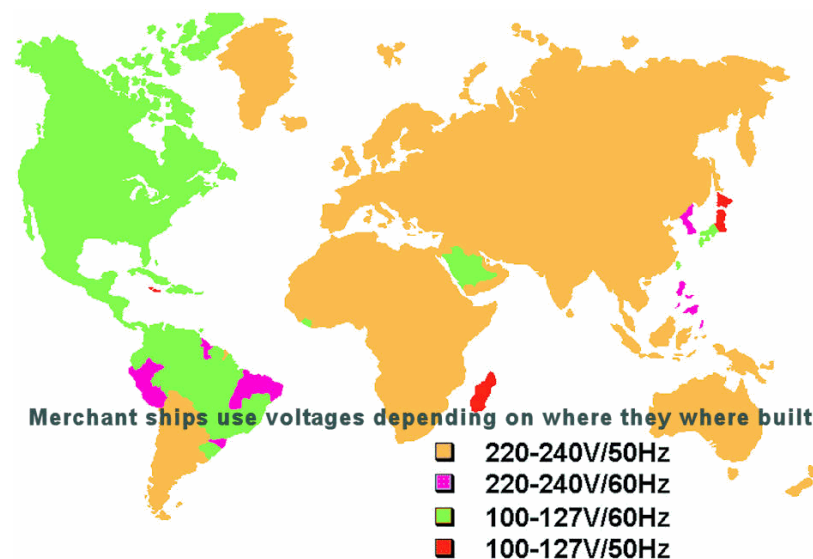 Merchant ships use voltages depending on where they where built
220-240V/50Hz
220-240V/60Hz
100-127V/60Hz
100-127V/50Hz